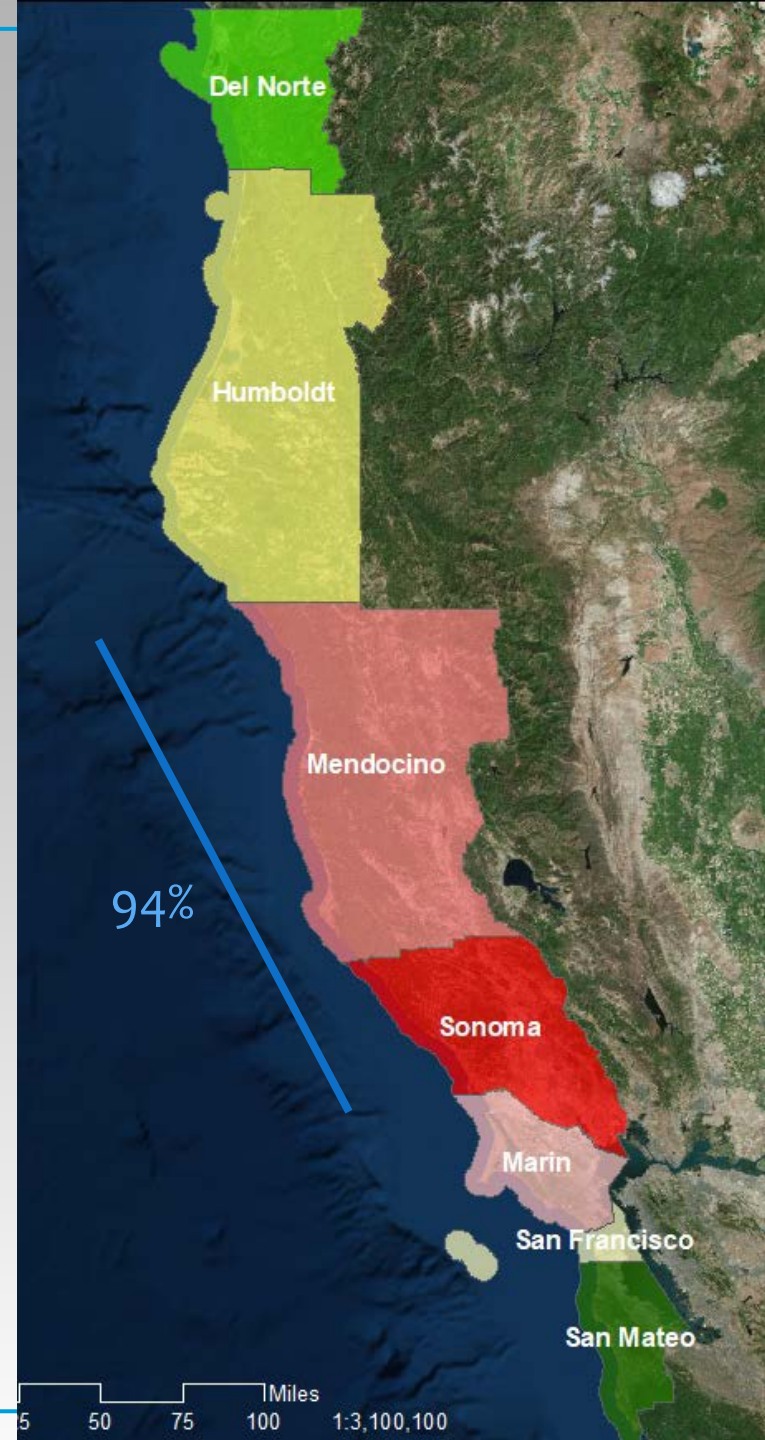 Del Norte
Humboldt
Mendocino
94%
Sonoma
Marin
San Francisco
San Mateo
Miles
5 50 75 100 1:3,100,100